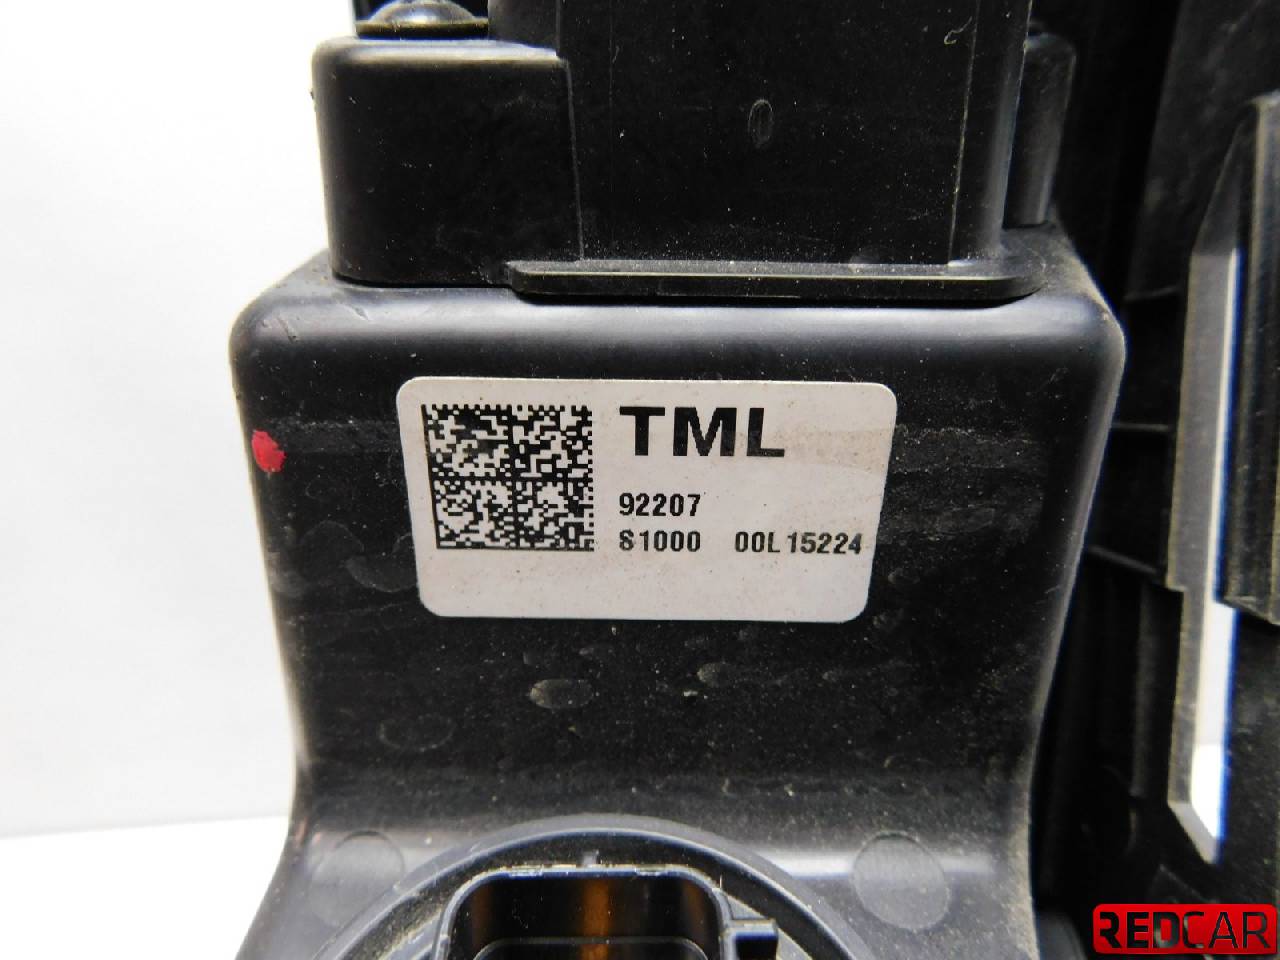 TML
92207
S1000 00L15224
REDCAR